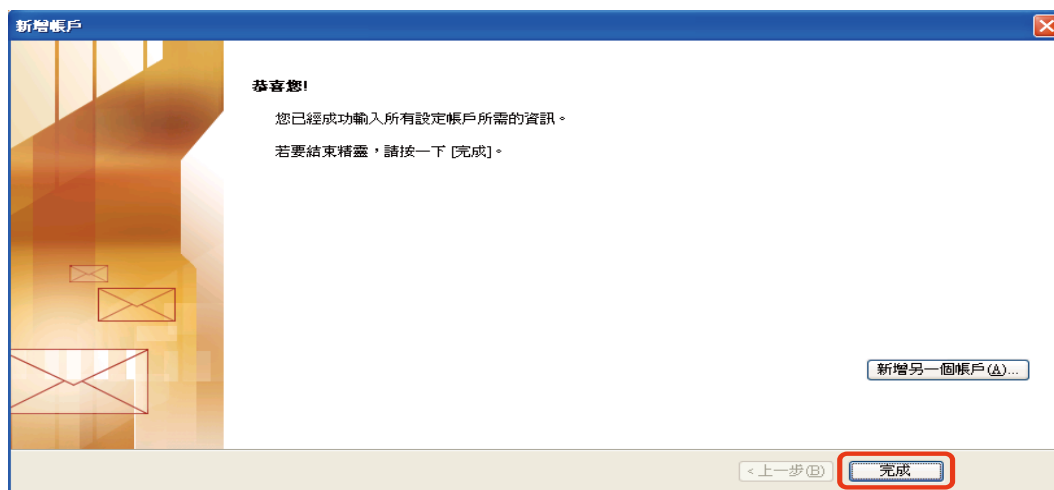 新增帳戶
恭喜您!
您已經成功輸入所有設定帳戶所需的資訊。
若要結束精靈，請按一下 [完成]。
新增另一個帳戶(A)...
<上一步(B)
完成